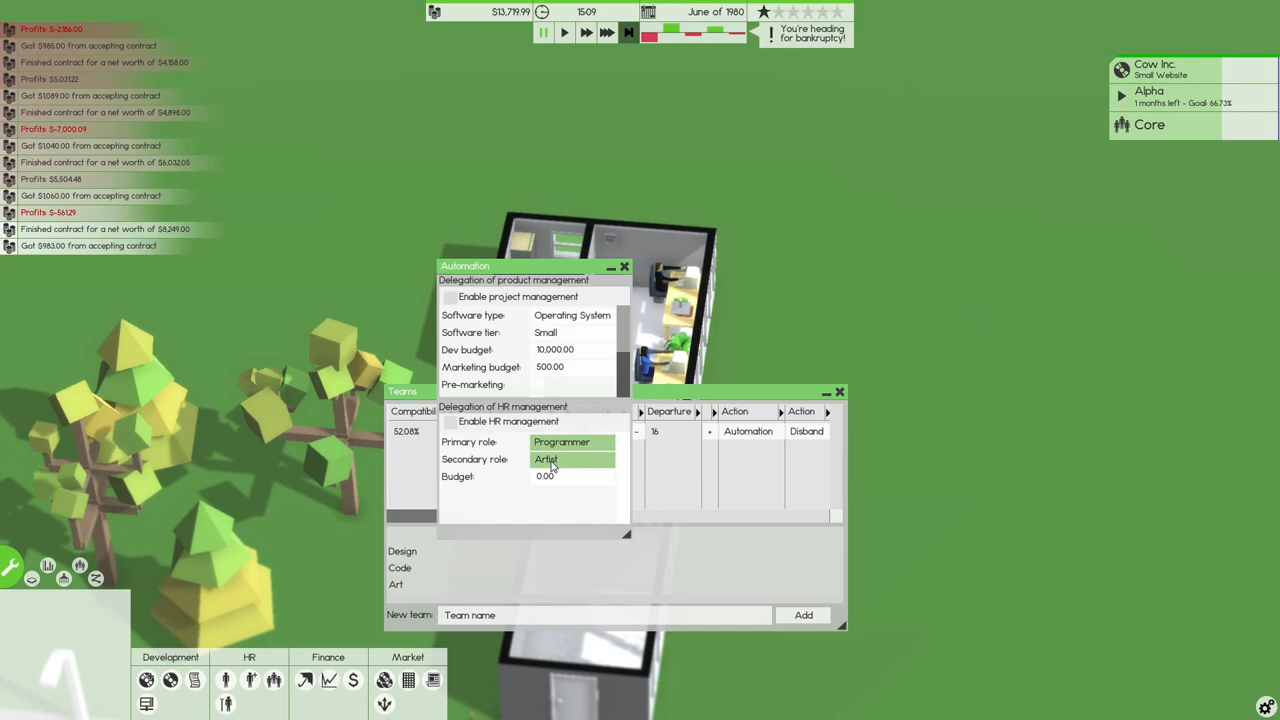 $13,719.99
15:09
June of 1980
You're heading
for bankruptcy!
Profits: $-2,186.00
Got $985.00 from accepting contract
Finished contract for a net worth of $4,158.00
Profits: $5,031.22
Got $1,089.00 from accepting contract
Finished contract for a net worth of $4,898.00
Profits: $-7,000.09
Got $1,040.00 from accepting contract
Finished contract for a net worth of $6,032.05
Profits: $5,504.48
Got $1,060.00 from accepting contract
Profits: $-561.29
Finished contract for a net worth of $8,249.00
Got $983.00 from accepting contract
Cow Inc.
Small Website
Alpha
1 months left - Goal: 66.73%
Core
Automation
Delegation of product management
Enable project management
Software type: Operating System
Software tier: Small
Dev budget: 10,000.00
Marketing budget: 500.00
Pre-marketing:
Delegation of HR management
Enable HR management
Primary role: Programmer
Secondary role: Artist
Budget: 0.00
Teams
Compatibil Departure Action Action
52.08% - 16 + Automation Disband
Design
Code
Art
New team: Team name Add
Development HR Finance Market